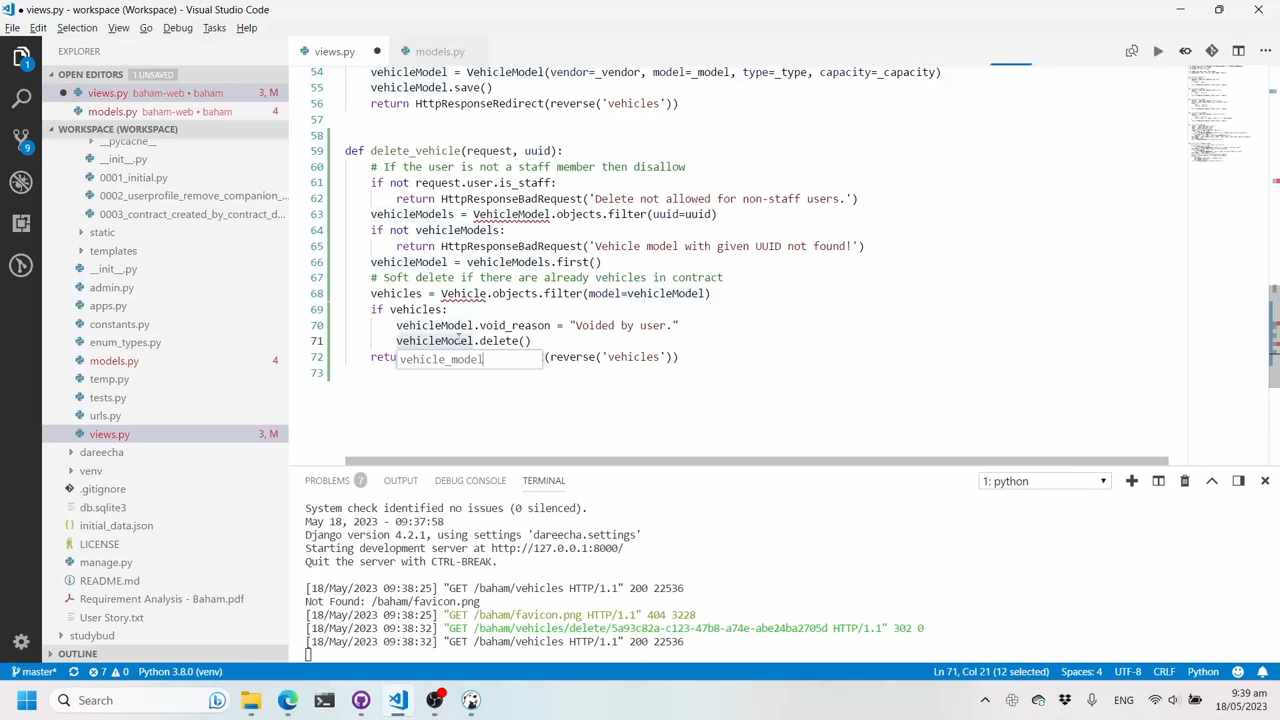 views.py - workspace (Workspace) - Visual Studio Code
File Edit Selection View Go Debug Tasks Help
EXPLORER
OPEN EDITORS 1 UNSAVED
views.py baham-web • baham 3, M
models.py baham-web • baham 4
WORKSPACE (WORKSPACE)
__pycache__
__init__.py
0001_initial.py
0002_userprofile_remove_companion_...
0003_contract_created_by_contract_d...
static
templates
__init__.py
admin.py
apps.py
constants.py
enum_types.py
models.py 4
temp.py
tests.py
urls.py
views.py 3, M
dareecha
venv
.gitignore
db.sqlite3
initial_data.json
LICENSE
manage.py
README.md
Requirement Analysis - Baham.pdf
User Story.txt
studybud
OUTLINE
views.py models.py
54 vehicleModel = VehicleModel(vendor=_vendor, model=_model, type=_type, capacity=_capacity)
55 vehicleModel.save()
56 return HttpResponseRedirect(reverse('vehicles'))
57
58
59 def delete_vehicle(request, uuid):
60 # If the user is not a staff member then disallow
61 if not request.user.is_staff:
62 return HttpResponseBadRequest('Delete not allowed for non-staff users.')
63 vehicleModels = VehicleModel.objects.filter(uuid=uuid)
64 if not vehicleModels:
65 return HttpResponseBadRequest('Vehicle model with given UUID not found!')
66 vehicleModel = vehicleModels.first()
67 # Soft delete if there are already vehicles in contract
68 vehicles = Vehicle.objects.filter(model=vehicleModel)
69 if vehicles:
70 vehicleModel.void_reason = "Voided by user."
71 vehicleModel.delete()
72 retu (reverse('vehicles'))
vehicle_model
73
PROBLEMS 7 OUTPUT DEBUG CONSOLE TERMINAL 1: python
System check identified no issues (0 silenced).
May 18, 2023 - 09:37:58
Django version 4.2.1, using settings 'dareecha.settings'
Starting development server at http://127.0.0.1:8000/
Quit the server with CTRL-BREAK.
[18/May/2023 09:38:25] "GET /baham/vehicles HTTP/1.1" 200 22536
Not Found: /baham/favicon.png
[18/May/2023 09:38:25] "GET /baham/favicon.png HTTP/1.1" 404 3228
[18/May/2023 09:38:32] "GET /baham/vehicles/delete/5a93c82a-c123-47b8-a74e-abe24ba2705d HTTP/1.1" 302 0
[18/May/2023 09:38:32] "GET /baham/vehicles HTTP/1.1" 200 22536
1
9
master* 7 0 Python 3.8.0 (venv) Ln 71, Col 21 (12 selected) Spaces: 4 UTF-8 CRLF Python
Search ENG 9:39 am
18/05/2023